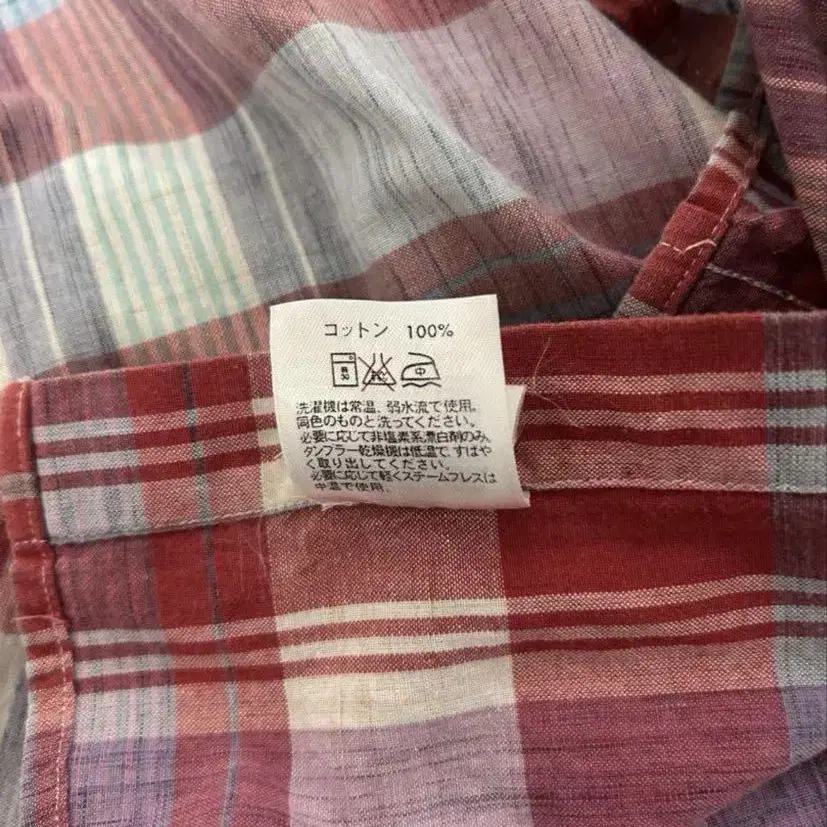 コットン 100%
弱
30
中
洗濯機は常温、弱水流で使用。
同色のものと洗ってください。
必要に応じて非塩素系漂白剤のみ。
タンブラー乾燥機は低温で、すばや
く取り出してください。
必要に応じて軽くスチームプレスは
中温で使用。